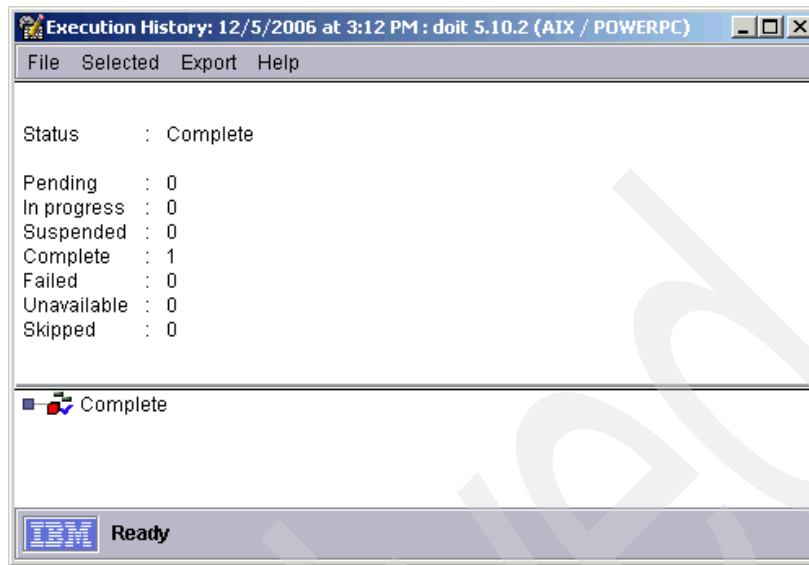 Execution History: 12/5/2006 at 3:12 PM : doit 5.10.2 (AIX / POWERPC)
File Selected Export Help
Status : Complete
Pending : 0
In progress : 0
Suspended : 0
Complete : 1
Failed : 0
Unavailable : 0
Skipped : 0
Complete
IBM Ready